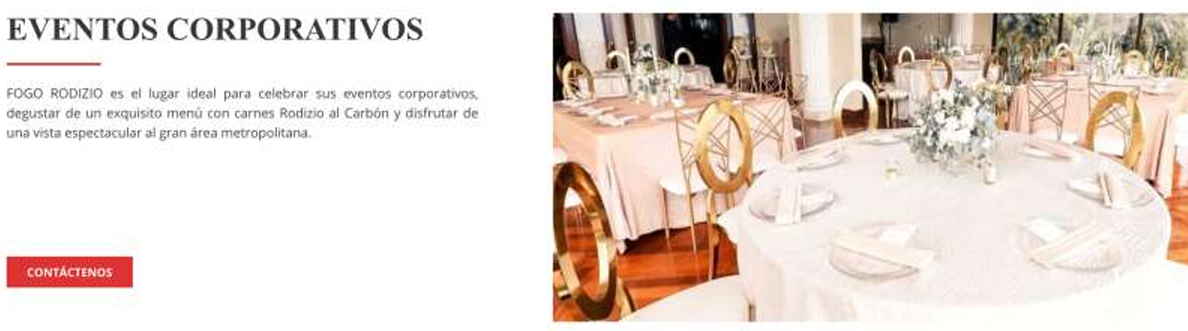 EVENTOS CORPORATIVOS
FOGO RODIZIO es el lugar ideal para celebrar sus eventos corporativos,
degustar de un exquisito menú con carnes Rodizio al Carbón y disfrutar de
una vista espectacular al gran área metropolitana.
CONTÁCTENOS